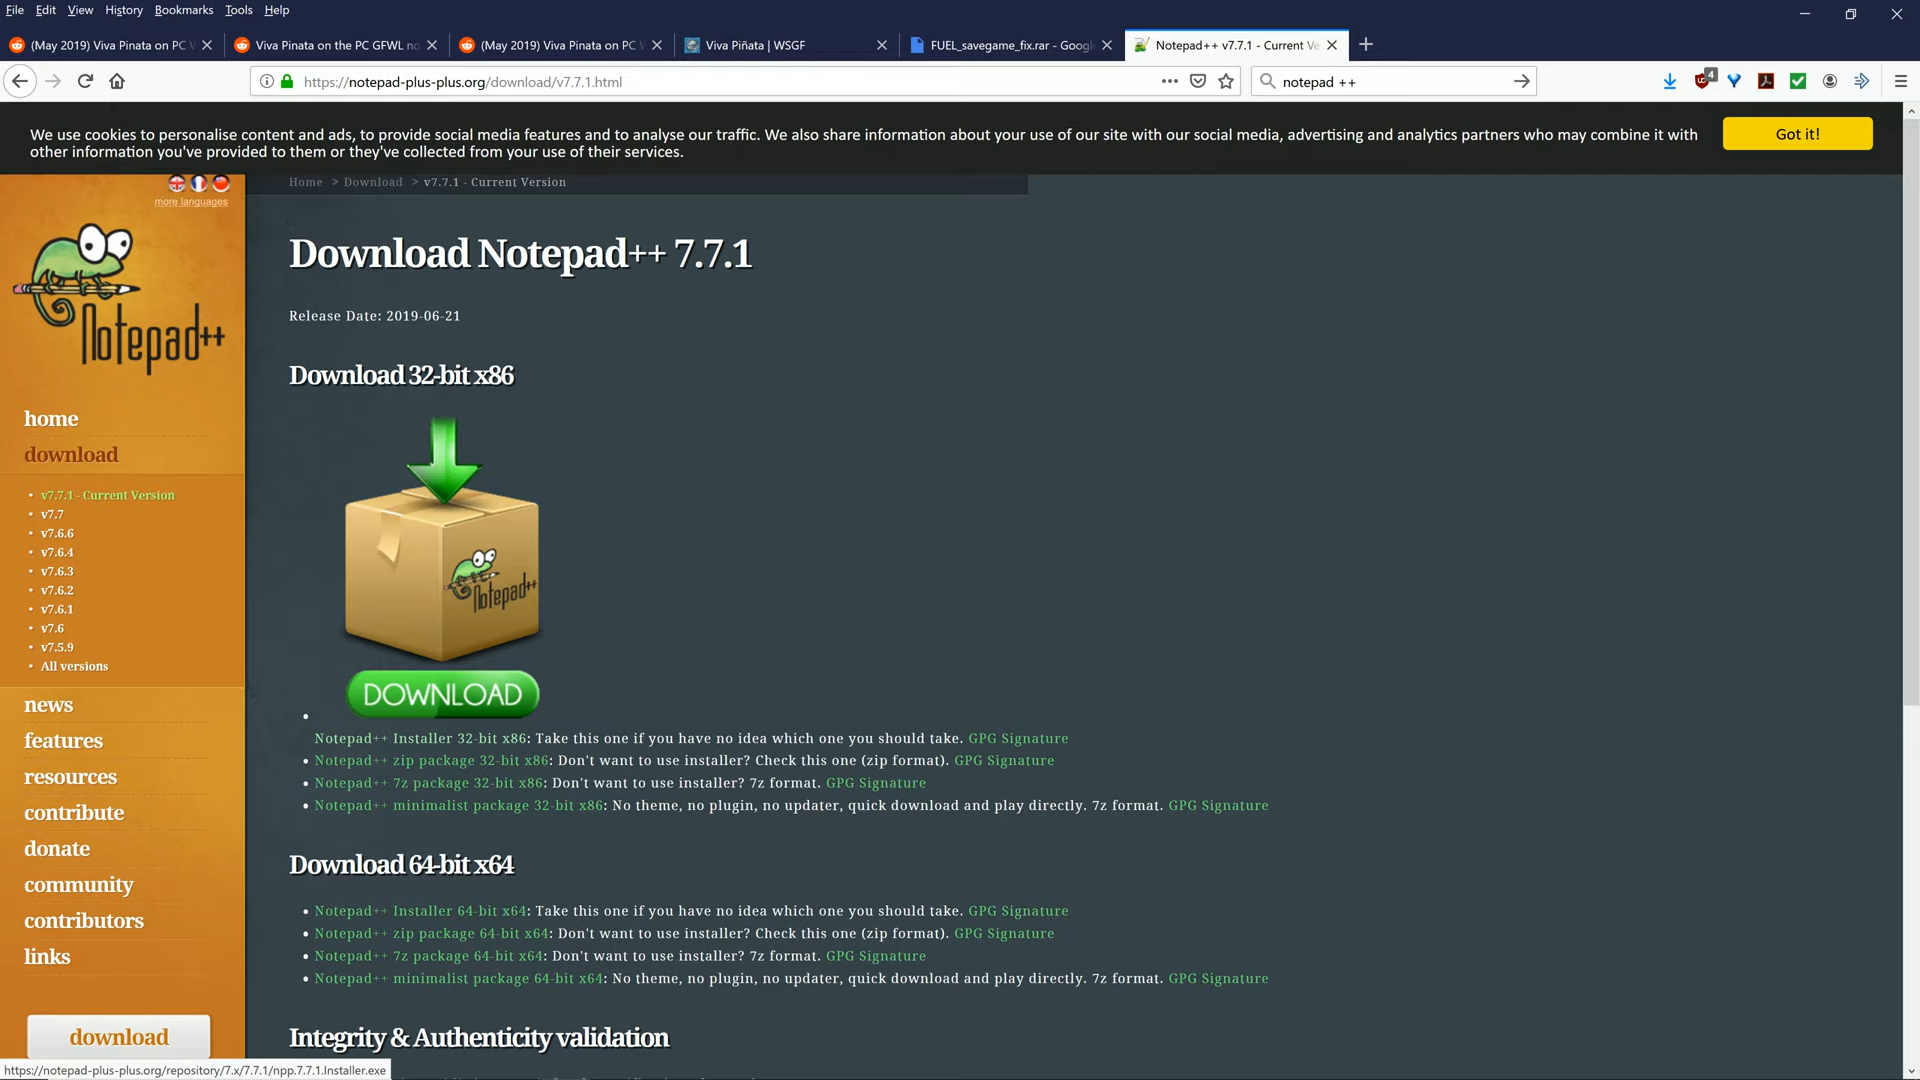 File Edit View History Bookmarks Tools Help
(May 2019) Viva Pinata on PC
Viva Pinata on the PC GFWL no
(May 2019) Viva Pinata on PC
Viva Piñata | WSGF
FUEL_savegame_fix.rar - Googl
Notepad++ v7.7.1 - Current Ve
https://notepad-plus-plus.org/download/v7.7.1.html
notepad ++
4
We use cookies to personalise content and ads, to provide social media features and to analyse our traffic. We also share information about your use of our site with our social media, advertising and analytics partners who may combine it with
other information you've provided to them or they've collected from your use of their services.
Got it!
more languages
Notepad++
home
download
v7.7.1 - Current Version
v7.7
v7.6.6
v7.6.4
v7.6.3
v7.6.2
v7.6.1
v7.6
v7.5.9
All versions
news
features
resources
contribute
donate
community
contributors
links
download
Home > Download > v7.7.1 - Current Version
Download Notepad++ 7.7.1
Release Date: 2019-06-21
Download 32-bit x86
Notepad++
DOWNLOAD
Notepad++ Installer 32-bit x86: Take this one if you have no idea which one you should take. GPG Signature
Notepad++ zip package 32-bit x86: Don't want to use installer? Check this one (zip format). GPG Signature
Notepad++ 7z package 32-bit x86: Don't want to use installer? 7z format. GPG Signature
Notepad++ minimalist package 32-bit x86: No theme, no plugin, no updater, quick download and play directly. 7z format. GPG Signature
Download 64-bit x64
Notepad++ Installer 64-bit x64: Take this one if you have no idea which one you should take. GPG Signature
Notepad++ zip package 64-bit x64: Don't want to use installer? Check this one (zip format). GPG Signature
Notepad++ 7z package 64-bit x64: Don't want to use installer? 7z format. GPG Signature
Notepad++ minimalist package 64-bit x64: No theme, no plugin, no updater, quick download and play directly. 7z format. GPG Signature
Integrity & Authenticity validation
https://notepad-plus-plus.org/repository/7.x/7.7.1/npp.7.7.1.Installer.exe